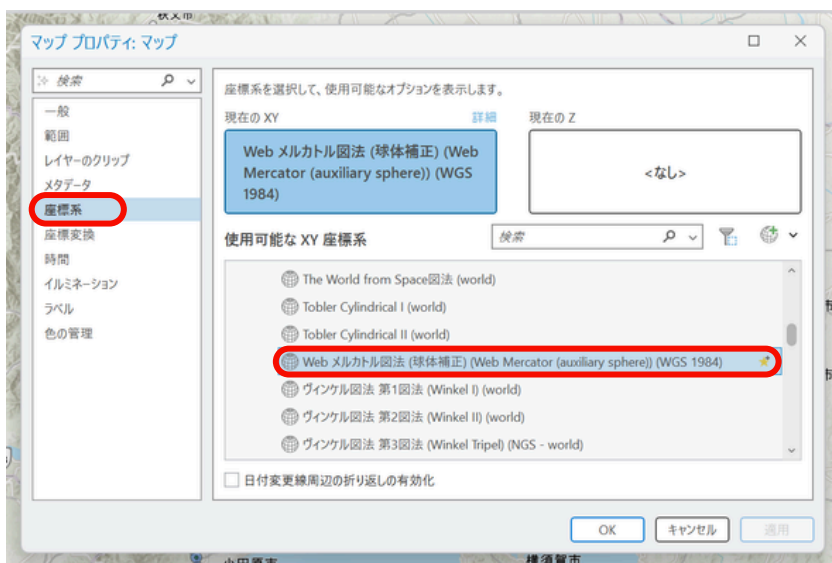 秩父市
マップ プロパティ: マップ
検索
一般
範囲
レイヤーのクリップ
メタデータ
座標系
座標変換
時間
イルミネーション
ラベル
色の管理
座標系を選択して、使用可能なオプションを表示します。
現在の XY
詳細
現在の Z
Web メルカトル図法 (球体補正) (Web
Mercator (auxiliary sphere)) (WGS
1984)
<なし>
使用可能な XY 座標系
検索
The World from Space図法 (world)
Tobler Cylindrical I (world)
Tobler Cylindrical II (world)
Web メルカトル図法 (球体補正) (Web Mercator (auxiliary sphere)) (WGS 1984)
ヴィンケル図法 第1図法 (Winkel I) (world)
ヴィンケル図法 第2図法 (Winkel II) (world)
ヴィンケル図法 第3図法 (Winkel Tripel) (NGS - world)
日付変更線周辺の折り返しの有効化
OK
キャンセル
適用
小田原市
横須賀市